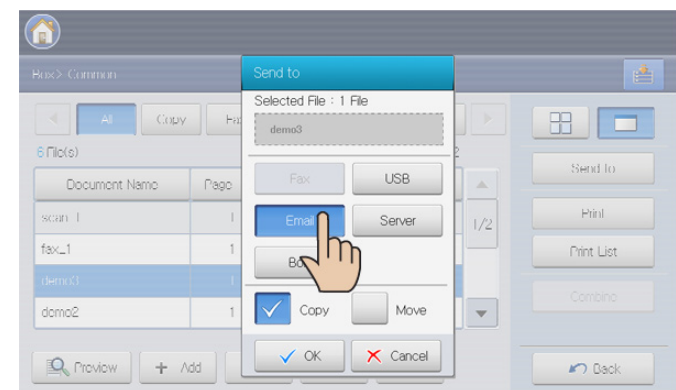 Box> Common
Send to
Selected File : 1 File
demo3
All
Copy
6 File(s)
Document Name
Page
scan_1
1
fax_1
1
demo3
1
demo2
1
Fax
USB
Email
Server
Copy
Move
OK
Cancel
1/2
Send to
Print
Print List
Combine
Preview
Add
Back